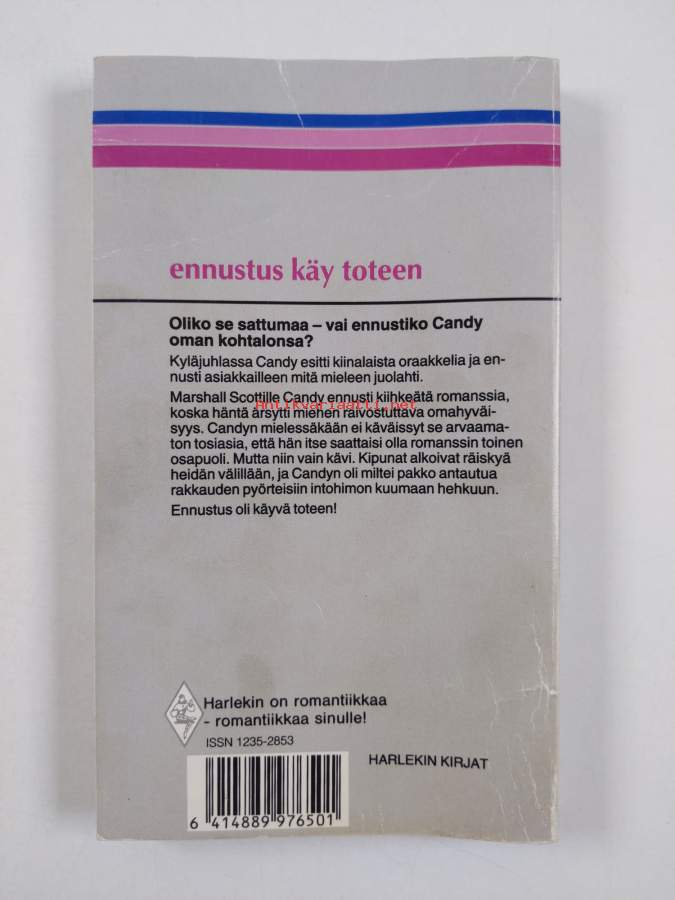 ennustus käy toteen
Oliko se sattumaa – vai ennustiko Candy
oman kohtalonsa?
Kyläjuhlassa Candy esitti kiinalaista oraakkelia ja en-
nusti asiakkailleen mitä mieleen juolahti.
Marshall Scottille Candy ennusti kiihkeätä romanssia,
Antikvariaatti.net
koska häntä ärsytti miehen raivostuttava omahyväi-
syys. Candyn mielessäkään ei käväissyt se arvaama-
ton tosiasia, että hän itse saattaisi olla romanssin toinen
osapuoli. Mutta niin vain kävi. Kipunat alkoivat räiskyä
heidän välillään, ja Candyn oli miltei pakko antautua
rakkauden pyörteisiin intohimon kuumaan hehkuun.
Ennustus oli käyvä toteen!
Harlekin on romantiikkaa
- romantiikkaa sinulle!
ISSN 1235-2853
HARLEKIN KIRJAT
6 414889 976501